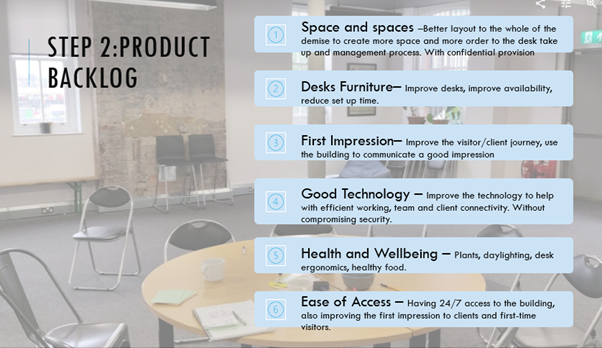 STEP 2:PRODUCT
BACKLOG
1
Space and spaces –Better layout to the whole of the
demise to create more space and more order to the desk take
up and management process. With confidential provision
2
Desks Furniture– Improve desks, improve availability,
reduce set up time.
3
First Impression– Improve the visitor/client journey, use
the building to communicate a good impression
4
Good Technology – Improve the technology to help
with efficient working, team and client connectivity. Without
compromising security.
5
Health and Wellbeing – Plants, daylighting, desk
ergonomics, healthy food.
6
Ease of Access – Having 24/7 access to the building,
also improving the first impression to clients and first-time
visitors.